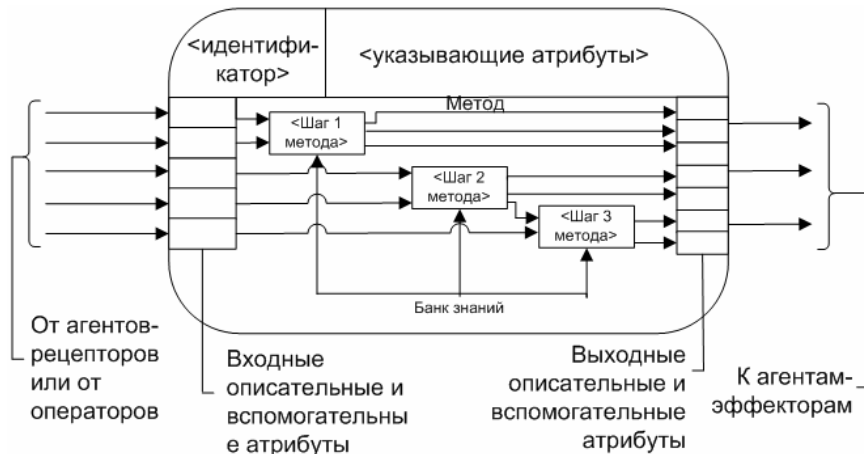 <идентифи-
катор>
<указывающие атрибуты>
Метод
<Шаг 1
метода>
<Шаг 2
метода>
<Шаг 3
метода>
Банк знаний
От агентов-
рецепторов
или от
операторов
Входные
описательные и
вспомогательны
е атрибуты
Выходные
описательные и
вспомогательные
атрибуты
К агентам-
эффекторам